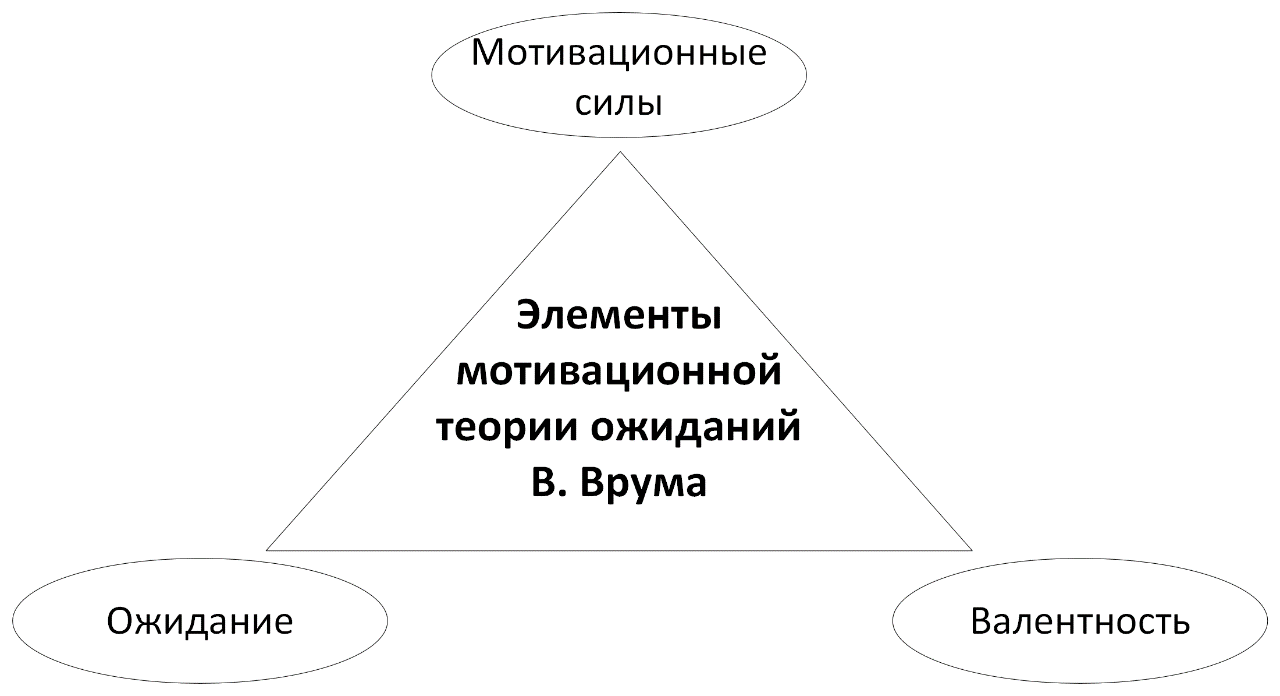 Мотивационные
силы
Элементы
мотивационной
теории ожиданий
В. Врума
Ожидание
Валентность